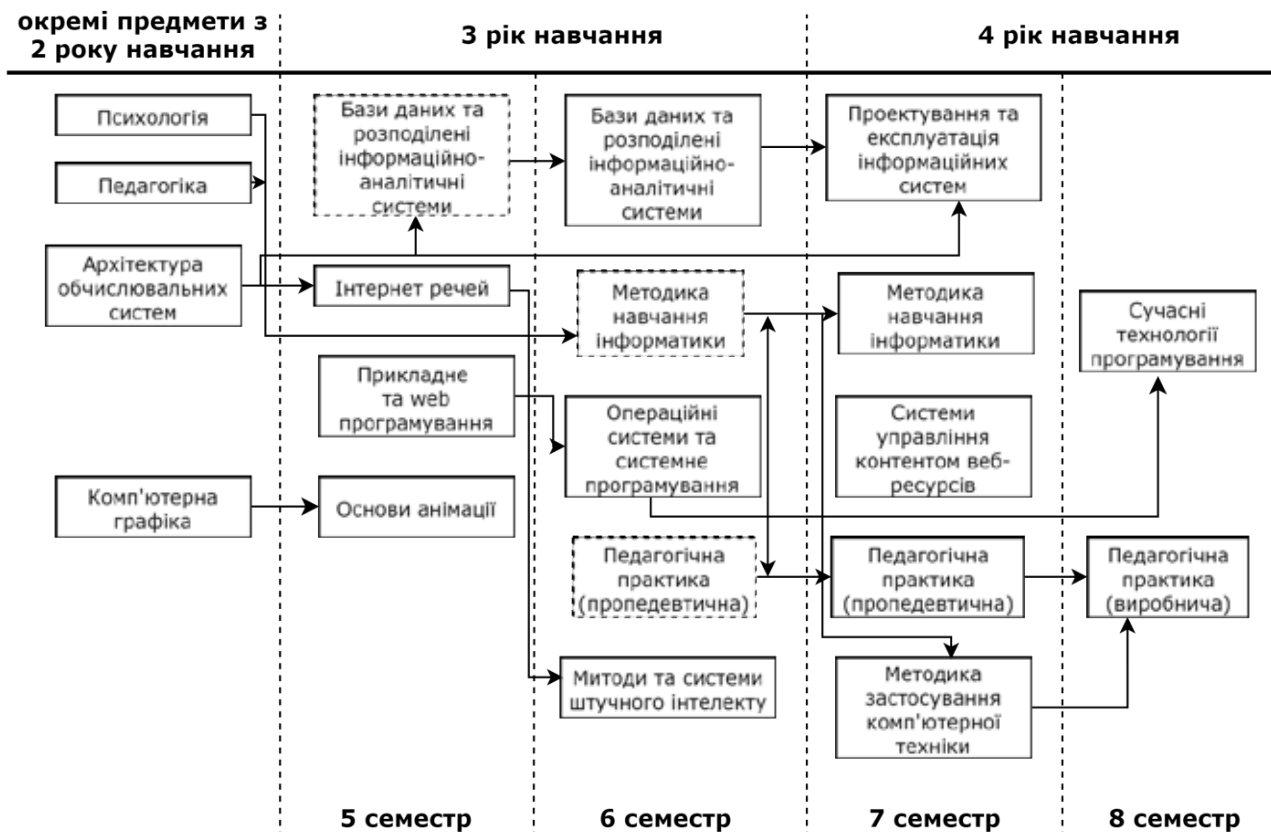 окремі предмети з
2 року навчання
3 рік навчання
4 рік навчання
Психологія
Педагогіка
Архітектура
обчислювальних
систем
Комп'ютерна
графіка
Бази даних та
розподілені
інформаційно-
аналітичні
системи
Інтернет речей
Прикладне
та web
програмування
Основи анімації
Бази даних та
розподілені
інформаційно-
аналітичні
системи
Методика
навчання
інформатики
Операційні
системи та
системне
програмування
Педагогічна
практика
(пропедевтична)
Митоди та системи
штучного інтелекту
Проектування та
експлуатація
інформаційних
систем
Методика
навчання
інформатики
Системи
управління
контентом веб-
ресурсів
Педагогічна
практика
(пропедевтична)
Методика
застосування
комп'ютерної
техніки
Сучасні
технології
програмування
Педагогічна
практика
(виробнича)
5 семестр
6 семестр
7 семестр
8 семестр